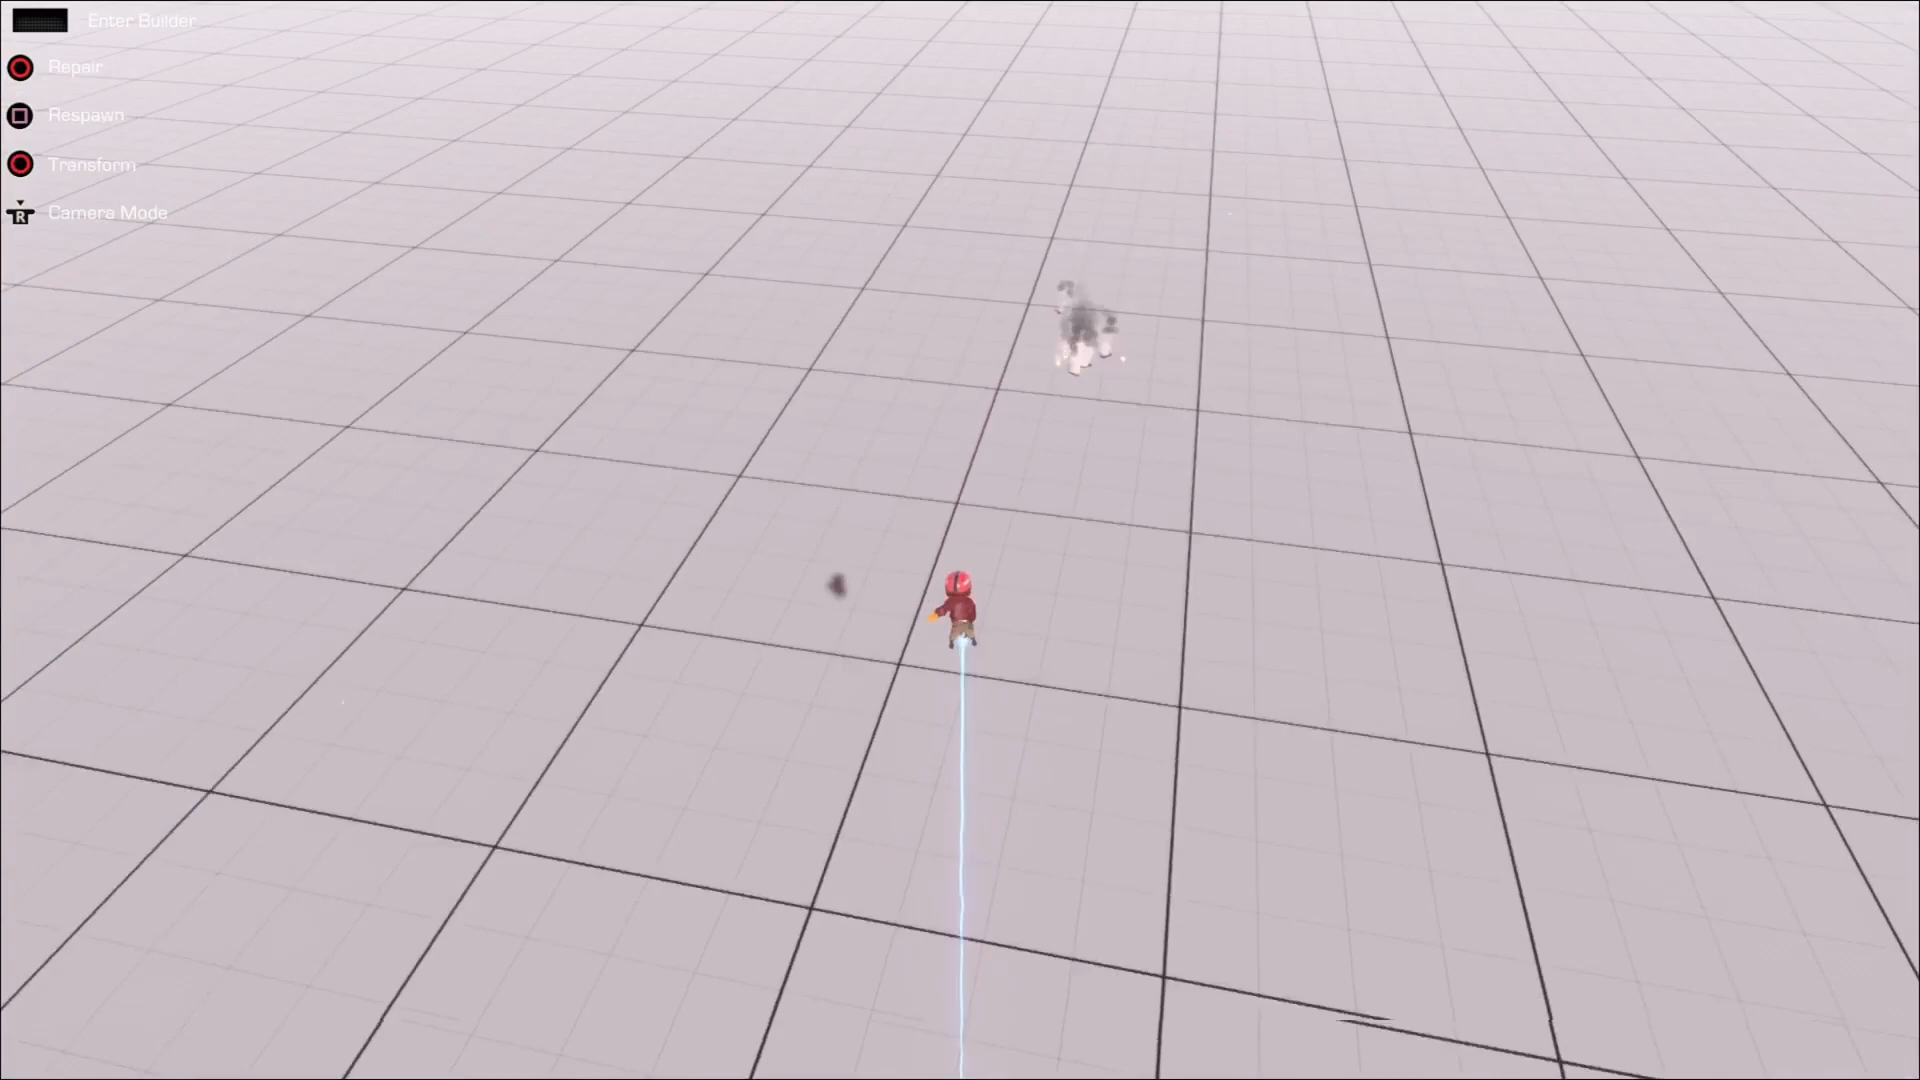 Enter Builder
Repair
Respawn
Transform
R
Camera Mode